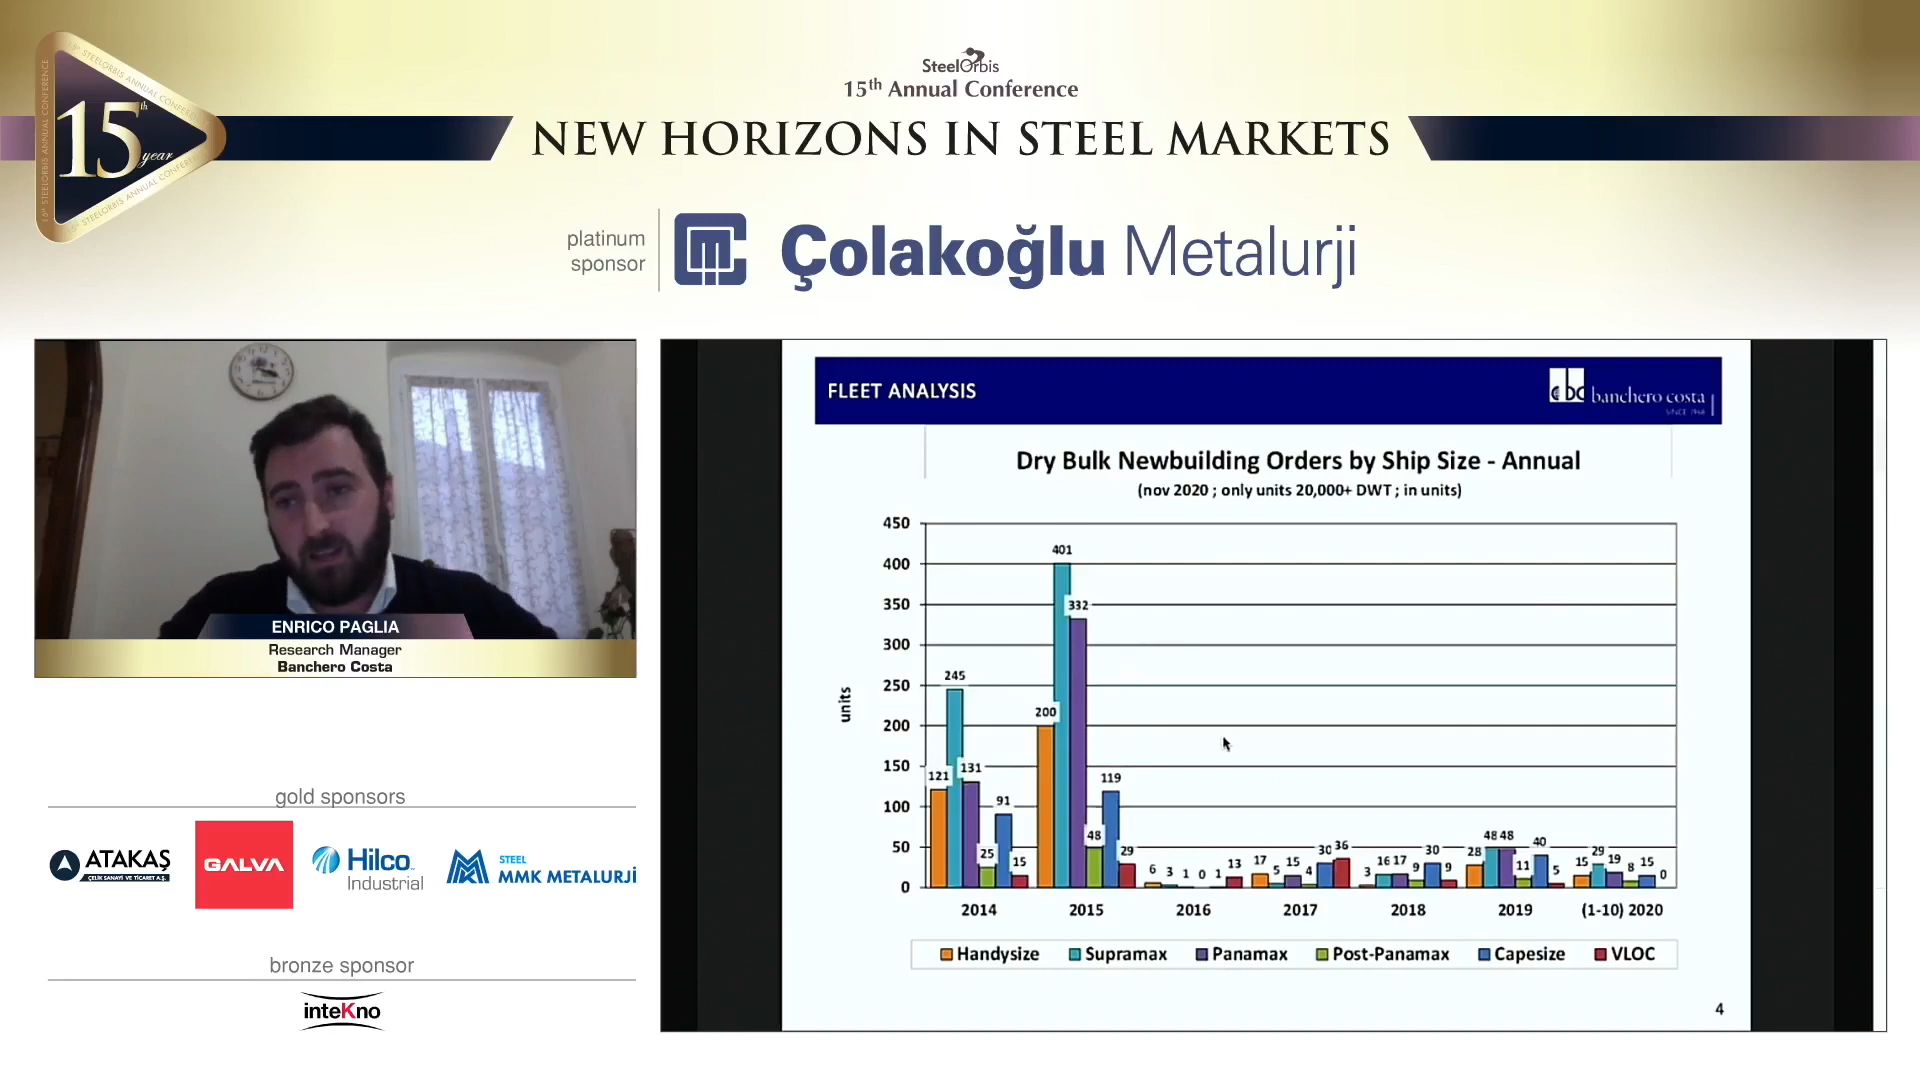 SteelOrbis
15th Annual Conference
NEW HORIZONS IN STEEL MARKETS
15th
year
platinum
sponsor
Çolakoğlu Metalurji
ENRICO PAGLIA
Research Manager
Banchero Costa
gold sponsors
ATAKAŞ
ÇELİK SANAYİ VE TİCARET A.Ş.
GALVA
Hilco
Industrial
STEEL
MMK METALURJİ
bronze sponsor
inteKno
FLEET ANALYSIS
banchero costa
Dry Bulk Newbuilding Orders by Ship Size - Annual
(nov 2020 ; only units 20,000+ DWT ; in units)
units
450
400
350
300
250
200
150
100
50
0
121 245 131 25 91 15
200 401 332 48 119 29
6 3 1 0 1 13
17 5 15 4 30 36
3 16 17 9 30 9
28 48 48 11 40 5
15 29 19 8 15 0
2014 2015 2016 2017 2018 2019 (1-10) 2020
Handysize Supramax Panamax Post-Panamax Capesize VLOC
4